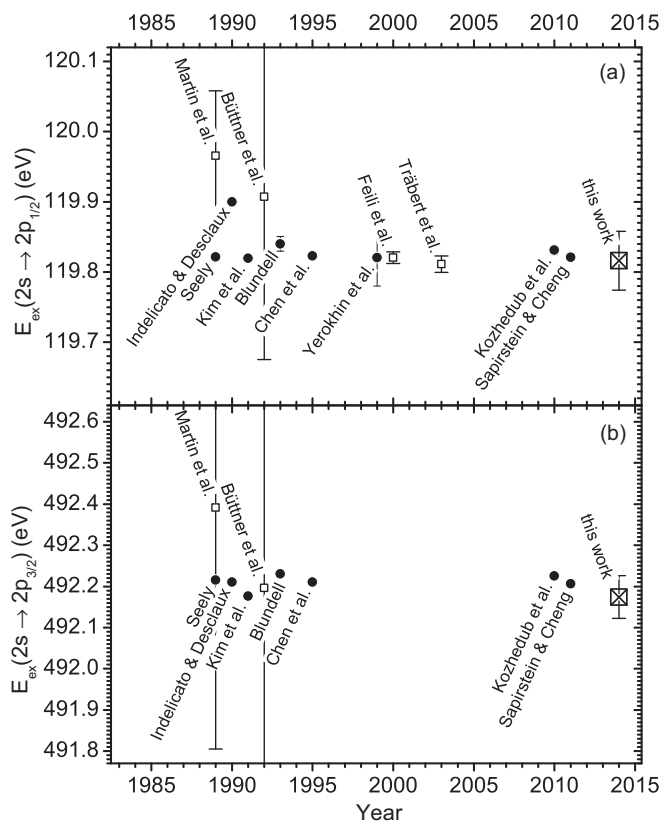 1985 1990 1995 2000 2005 2010 2015
120.1
120.0
119.9
119.8
119.7
E_ex(2s → 2p_1/2) (eV)
(a)
Martin et al.
Büttner et al.
Indelicato & Desclaux
Seely
Kim et al.
Blundell
Chen et al.
Yerokhin et al.
Feili et al.
Träbert et al.
Kozhedub et al.
Sapirstein & Cheng
this work
492.6
492.5
492.4
492.3
492.2
492.1
492.0
491.9
491.8
E_ex(2s → 2p_3/2) (eV)
(b)
Martin et al.
Büttner et al.
Seely
Indelicato & Desclaux
Kim et al.
Blundell
Chen et al.
Kozhedub et al.
Sapirstein & Cheng
this work
1985 1990 1995 2000 2005 2010 2015
Year